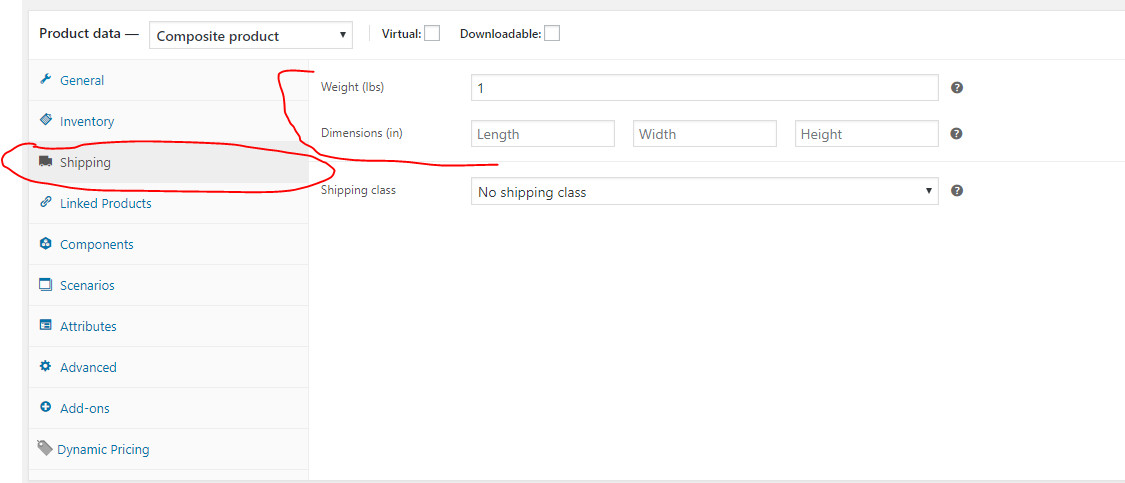 Product data — Composite product Virtual: Downloadable:
General
Inventory
Shipping
Linked Products
Components
Scenarios
Attributes
Advanced
Add-ons
Dynamic Pricing
Weight (lbs) 1 ?
Dimensions (in) Length Width Height ?
Shipping class No shipping class ?